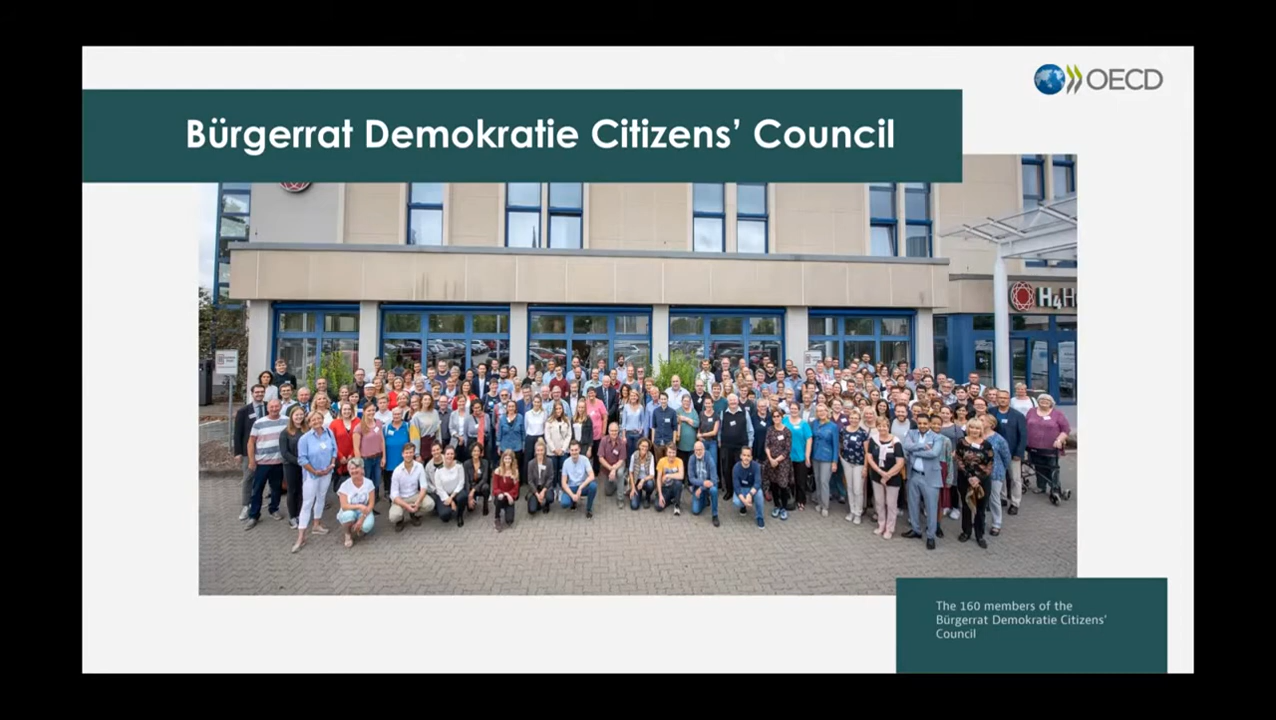 OECD
Bürgerrat Demokratie Citizens’ Council
The 160 members of the
Bürgerrat Demokratie Citizens’
Council